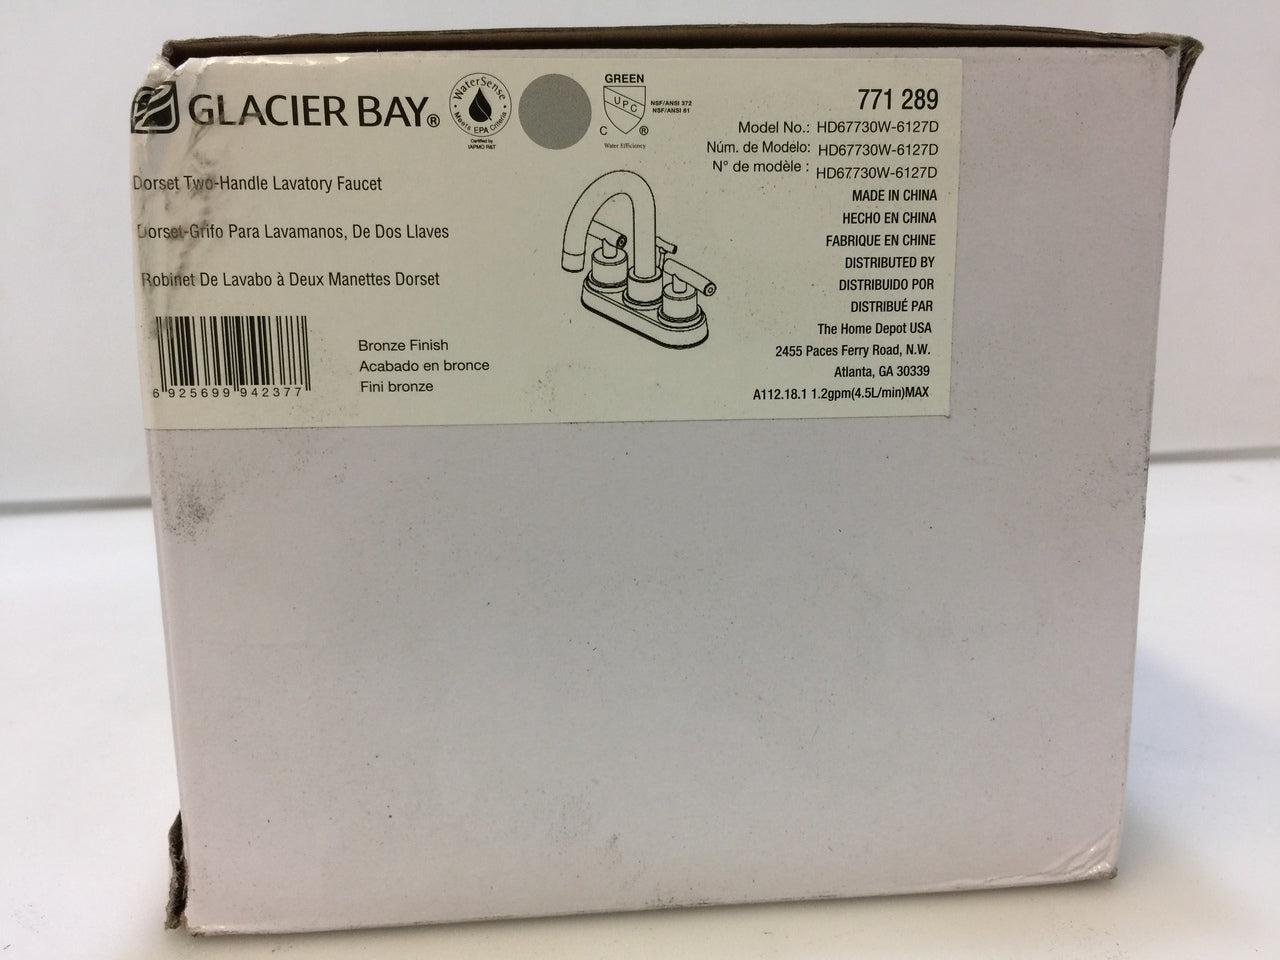 GLACIER BAY®
WaterSense
Meets EPA Criteria
Certified by
IAPMO R&T
GREEN
UPC
C ®
NSF/ANSI 372
NSF/ANSI 61
Water Efficiency
771 289
Model No.: HD67730W-6127D
Núm. de Modelo: HD67730W-6127D
N° de modèle : HD67730W-6127D
Dorset Two-Handle Lavatory Faucet
Dorset-Grifo Para Lavamanos, De Dos Llaves
Robinet De Lavabo à Deux Manettes Dorset
MADE IN CHINA
HECHO EN CHINA
FABRIQUE EN CHINE
DISTRIBUTED BY
DISTRIBUIDO POR
DISTRIBUÉ PAR
The Home Depot USA
2455 Paces Ferry Road, N.W.
Atlanta, GA 30339
A112.18.1 1.2gpm(4.5L/min)MAX
Bronze Finish
Acabado en bronce
Fini bronze
6 925699 942377